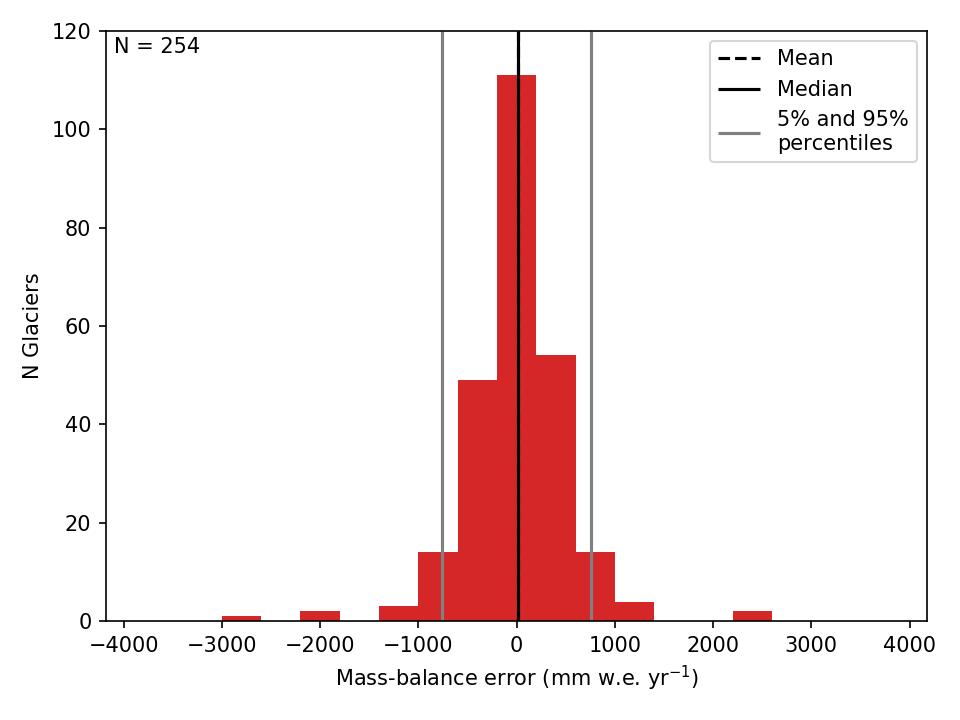 N = 254
Mean
Median
5% and 95%
percentiles
120
100
80
60
40
20
0
N Glaciers
−4000 −3000 −2000 −1000 0 1000 2000 3000 4000
Mass-balance error (mm w.e. yr⁻¹)